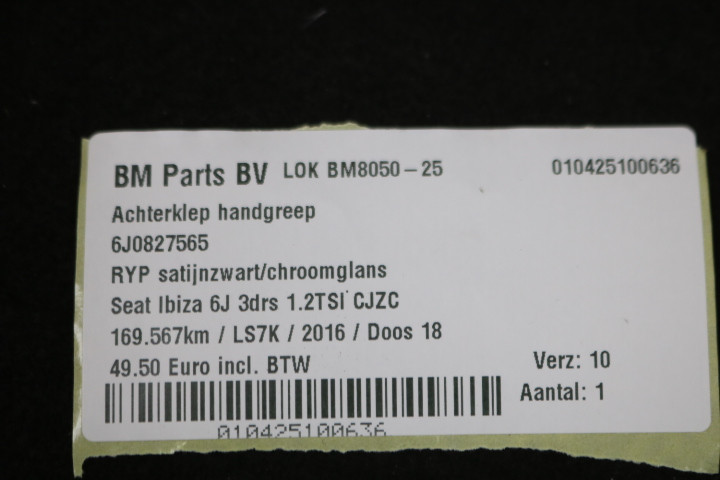 BM Parts BV LOK BM8050-25 010425100636
Achterklep handgreep
6J0827565
RYP satijnzwart/chroomglans
Seat Ibiza 6J 3drs 1.2TSI CJZC
169.567km / LS7K / 2016 / Doos 18
49.50 Euro incl. BTW Verz: 10
Aantal: 1
010425100636